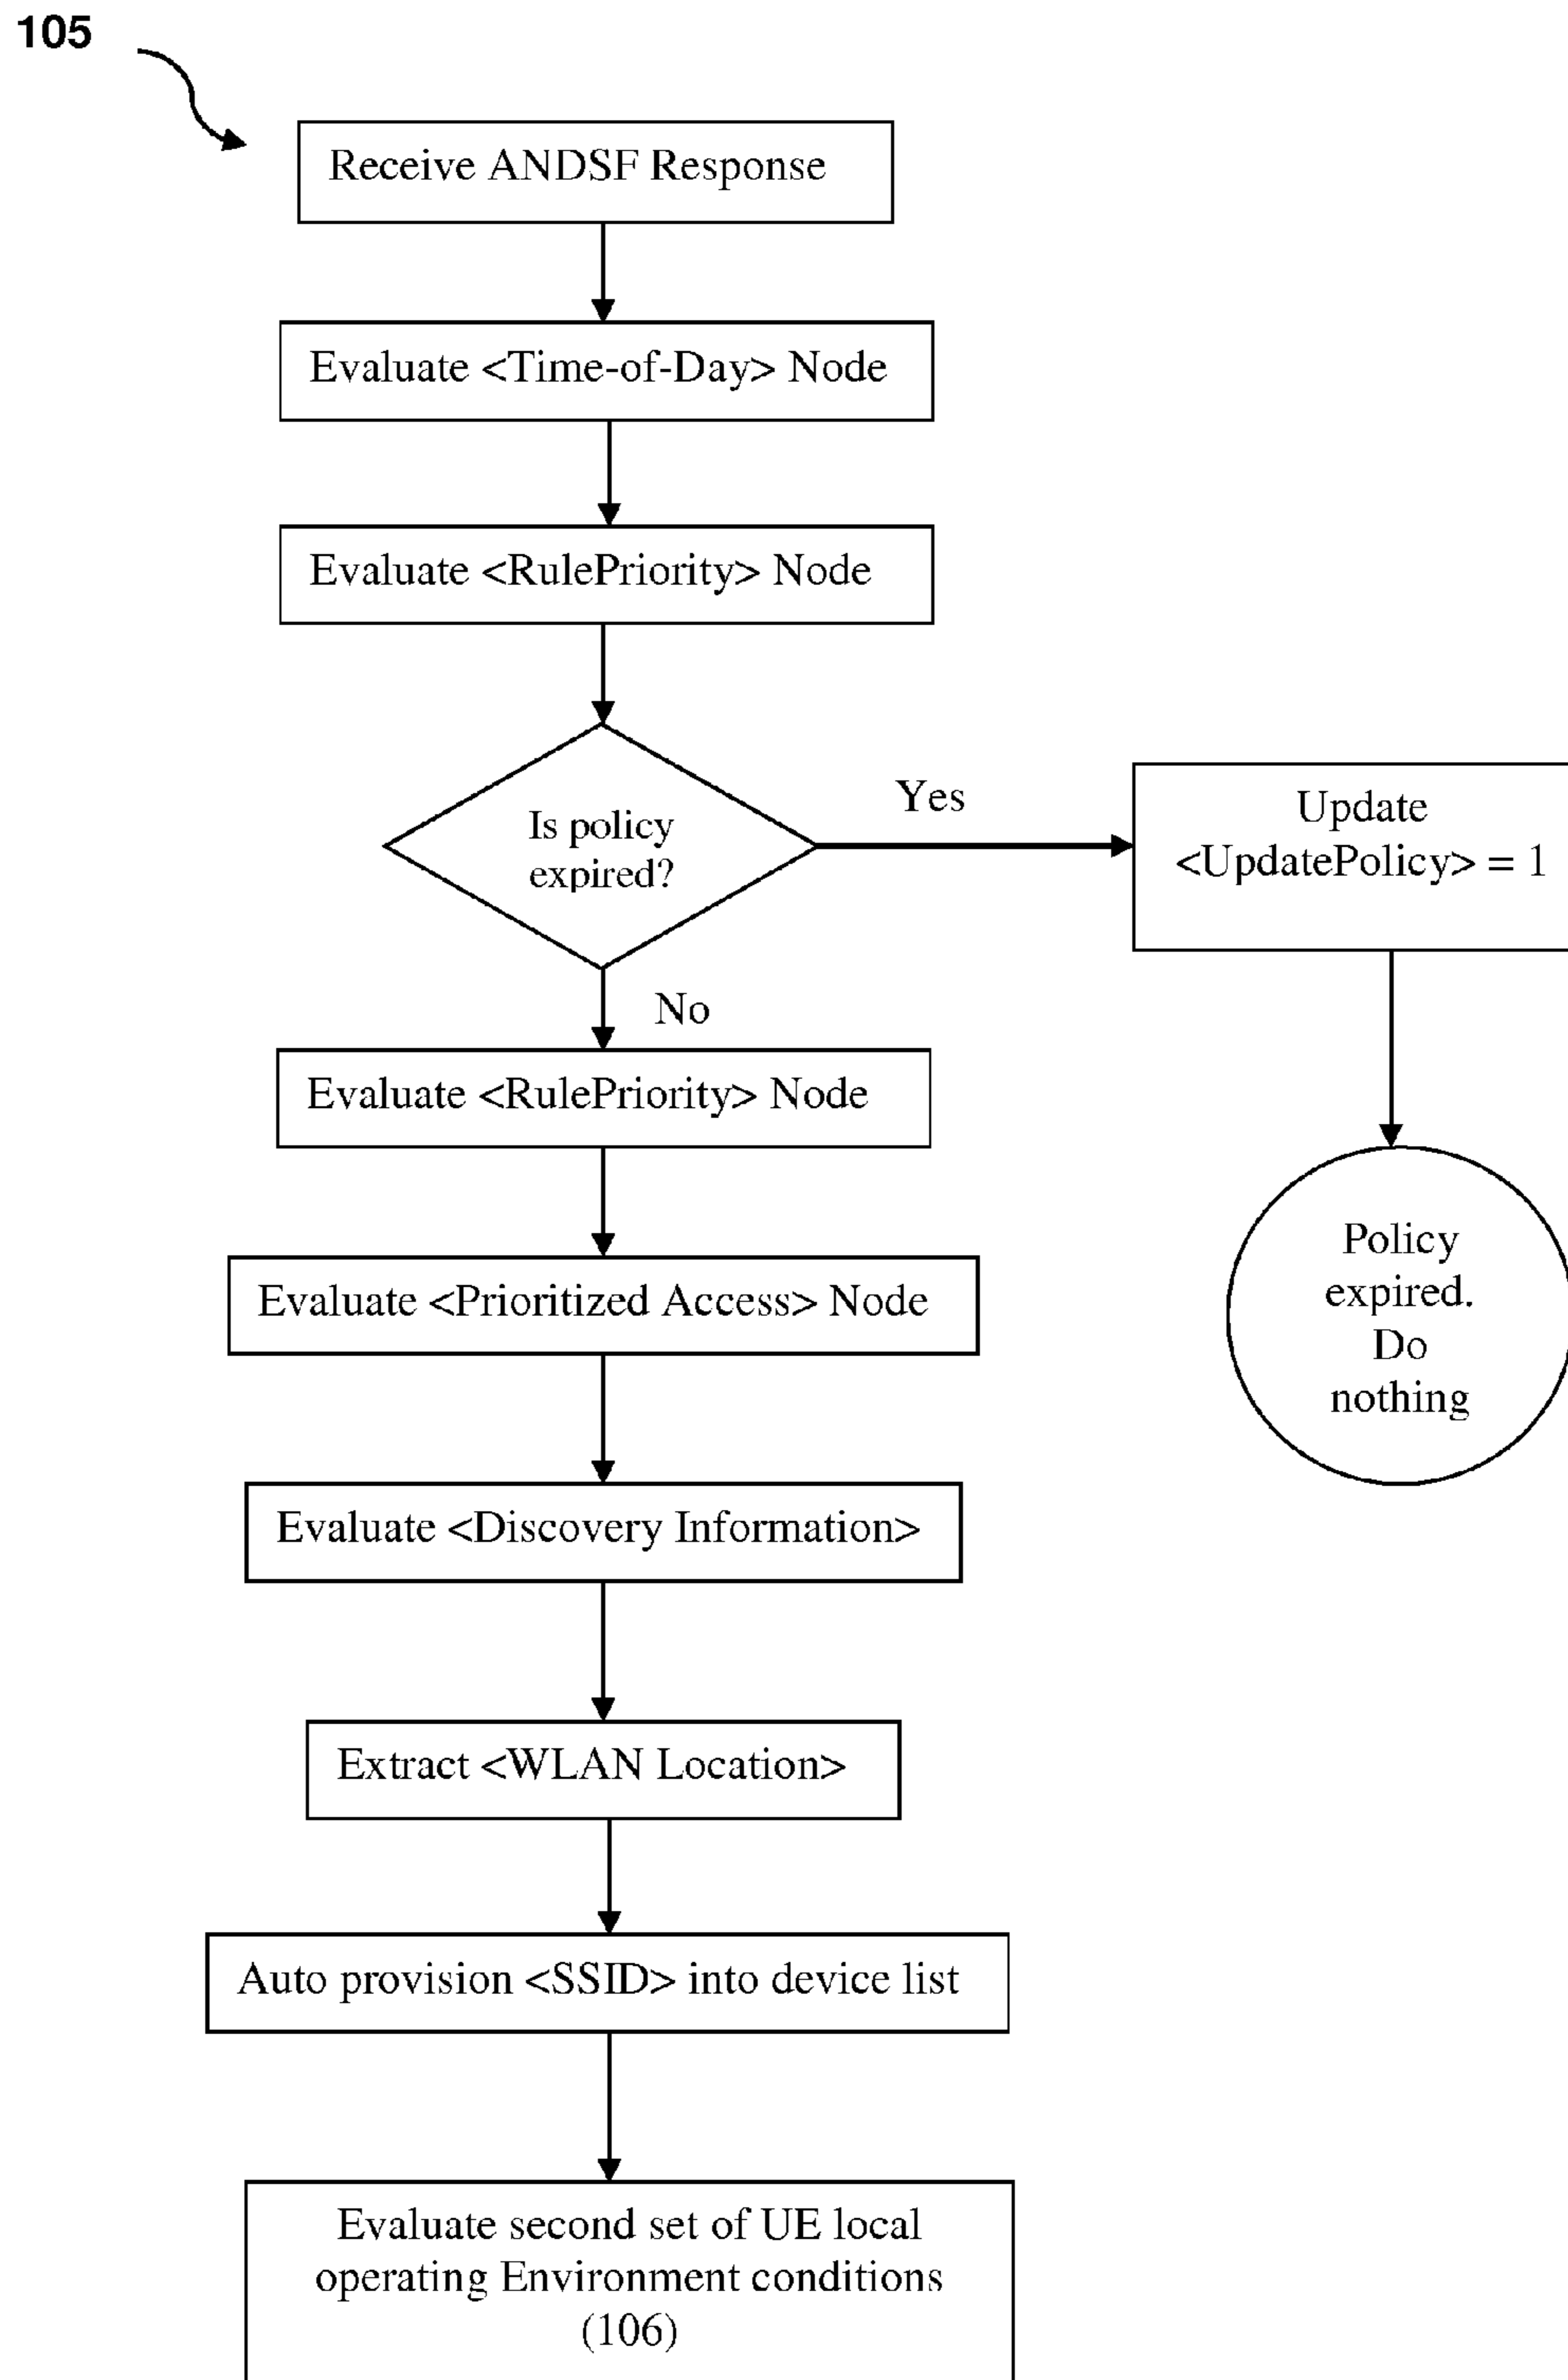 105
Receive ANDSF Response
Evaluate <Time-of-Day> Node
Evaluate <RulePriority> Node
Is policy
expired?
Yes
Update
<UpdatePolicy> = 1
No
Evaluate <RulePriority> Node
Evaluate <Prioritized Access> Node
Policy
expired.
Do
nothing
Evaluate <Discovery Information>
Extract <WLAN Location>
Auto provision <SSID> into device list
Evaluate second set of UE local
operating Environment conditions
(106)